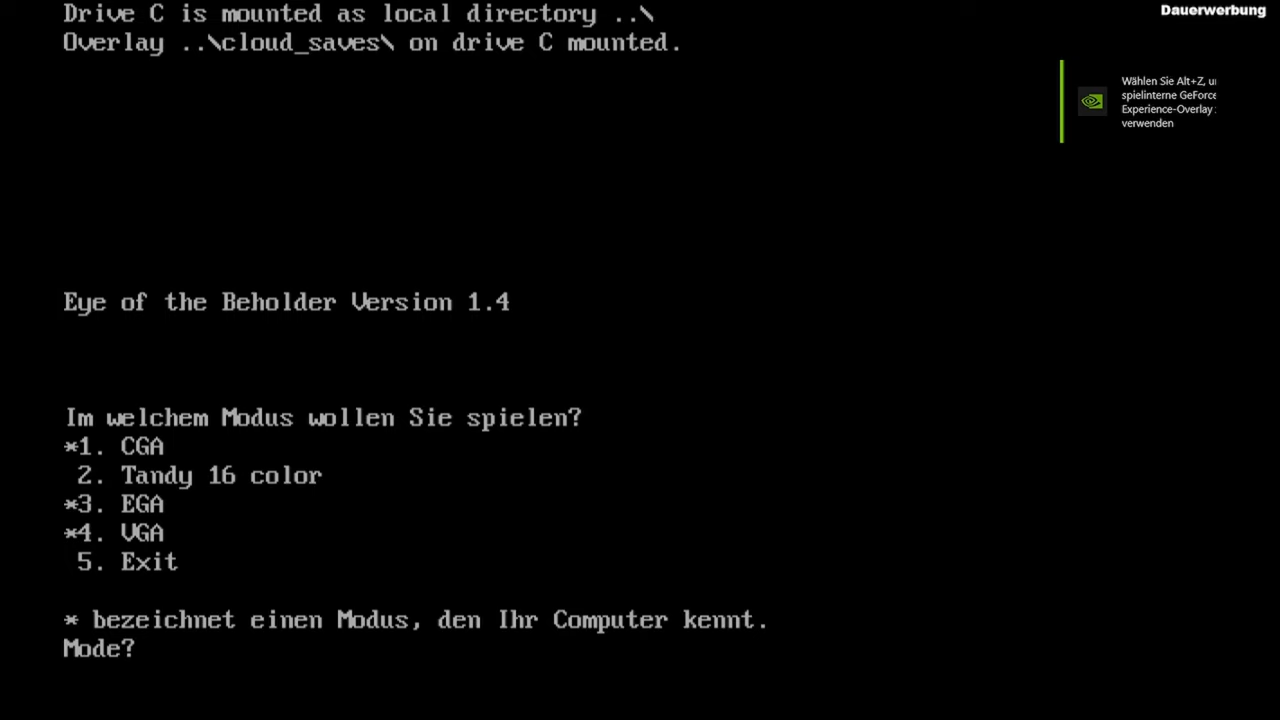 Drive C is mounted as local directory ..\
Overlay ..\cloud_saves\ on drive C mounted.
Dauerwerbung
Wählen Sie Alt+Z, u
spielinterne GeForce
Experience-Overlay
verwenden
Eye of the Beholder Version 1.4
Im welchem Modus wollen Sie spielen?
*1. CGA
2. Tandy 16 color
*3. EGA
*4. VGA
5. Exit
* bezeichnet einen Modus, den Ihr Computer kennt.
Mode?